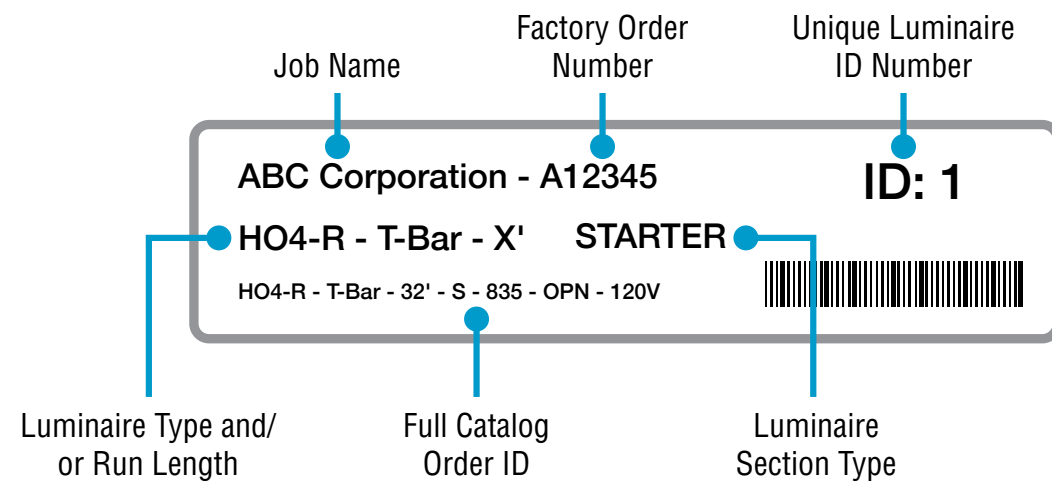 Job Name
Factory Order
Number
Unique Luminaire
ID Number
ABC Corporation - A12345
ID: 1
HO4-R - T-Bar - X' STARTER
HO4-R - T-Bar - 32' - S - 835 - OPN - 120V
Luminaire Type and/
or Run Length
Full Catalog
Order ID
Luminaire
Section Type